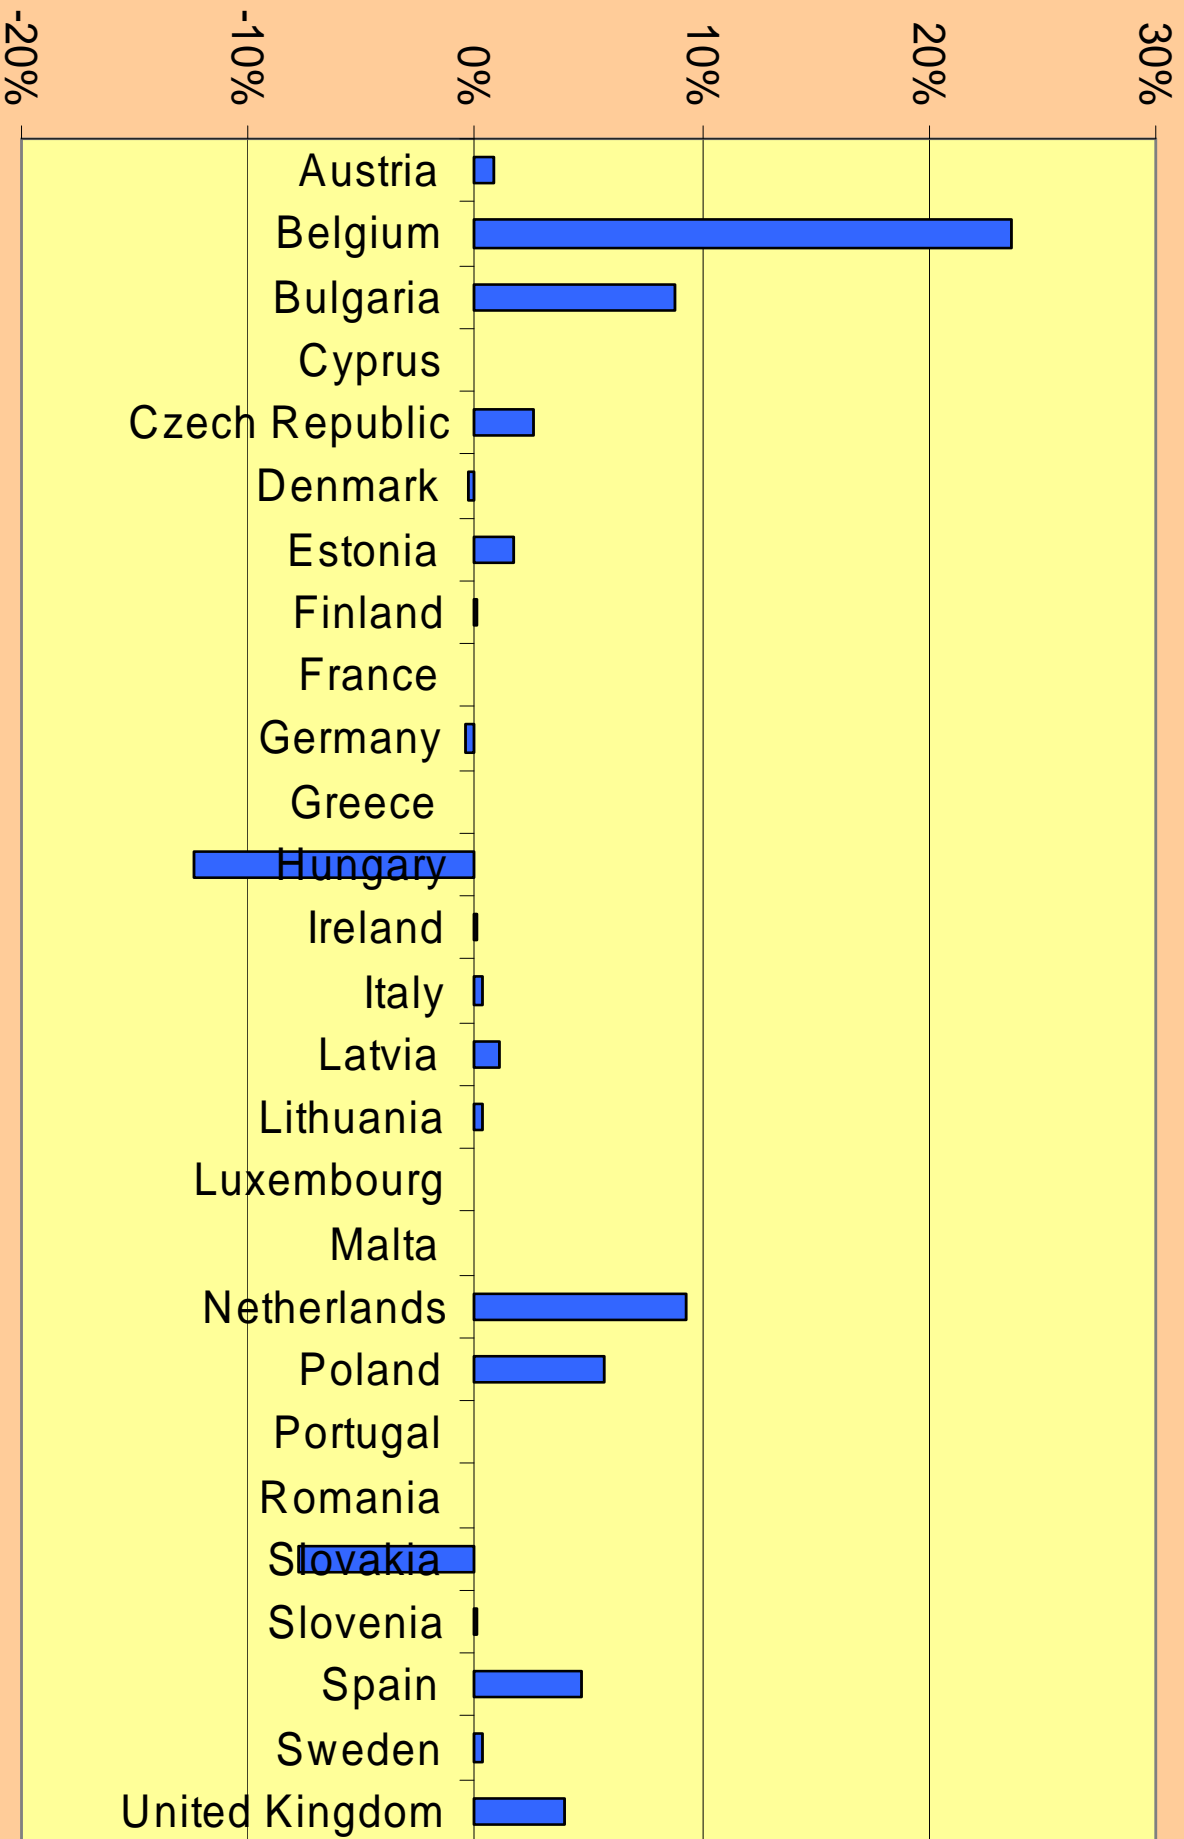 -20%
-10%
0%
10%
20%
30%
Austria
Belgium
Bulgaria
Cyprus
Czech Republic
Denmark
Estonia
Finland
France
Germany
Greece
Hungary
Ireland
Italy
Latvia
Lithuania
Luxembourg
Malta
Netherlands
Poland
Portugal
Romania
Slovakia
Slovenia
Spain
Sweden
United Kingdom